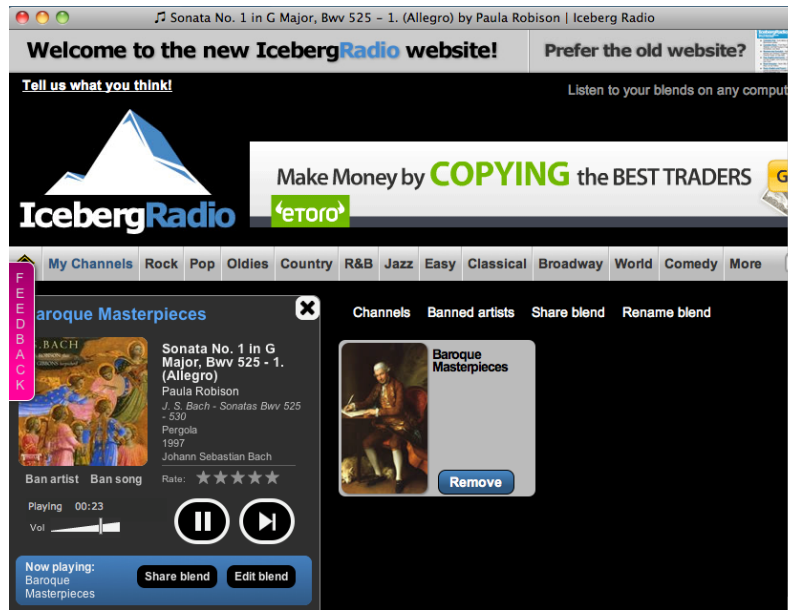 Sonata No. 1 in G Major, Bwv 525 – 1. (Allegro) by Paula Robison | Iceberg Radio
Welcome to the new IcebergRadio website!
Prefer the old website?
Tell us what you think!
Listen to your blends on any comput
IcebergRadio
Make Money by COPYING the BEST TRADERS
G
eToro
My Channels Rock Pop Oldies Country R&B Jazz Easy Classical Broadway World Comedy More
FEEDBACK
aroque Masterpieces
Channels Banned artists Share blend Rename blend
S. BACH
Sonata No. 1 in G
Major, Bwv 525 - 1.
(Allegro)
Paula Robison
J. S. Bach - Sonatas Bwv 525
- 530
Pergola
1997
Johann Sebastian Bach
Ban artist Ban song
Rate:
Playing 00:23
Vol
Now playing:
Baroque
Masterpieces
Share blend
Edit blend
Baroque
Masterpieces
Remove